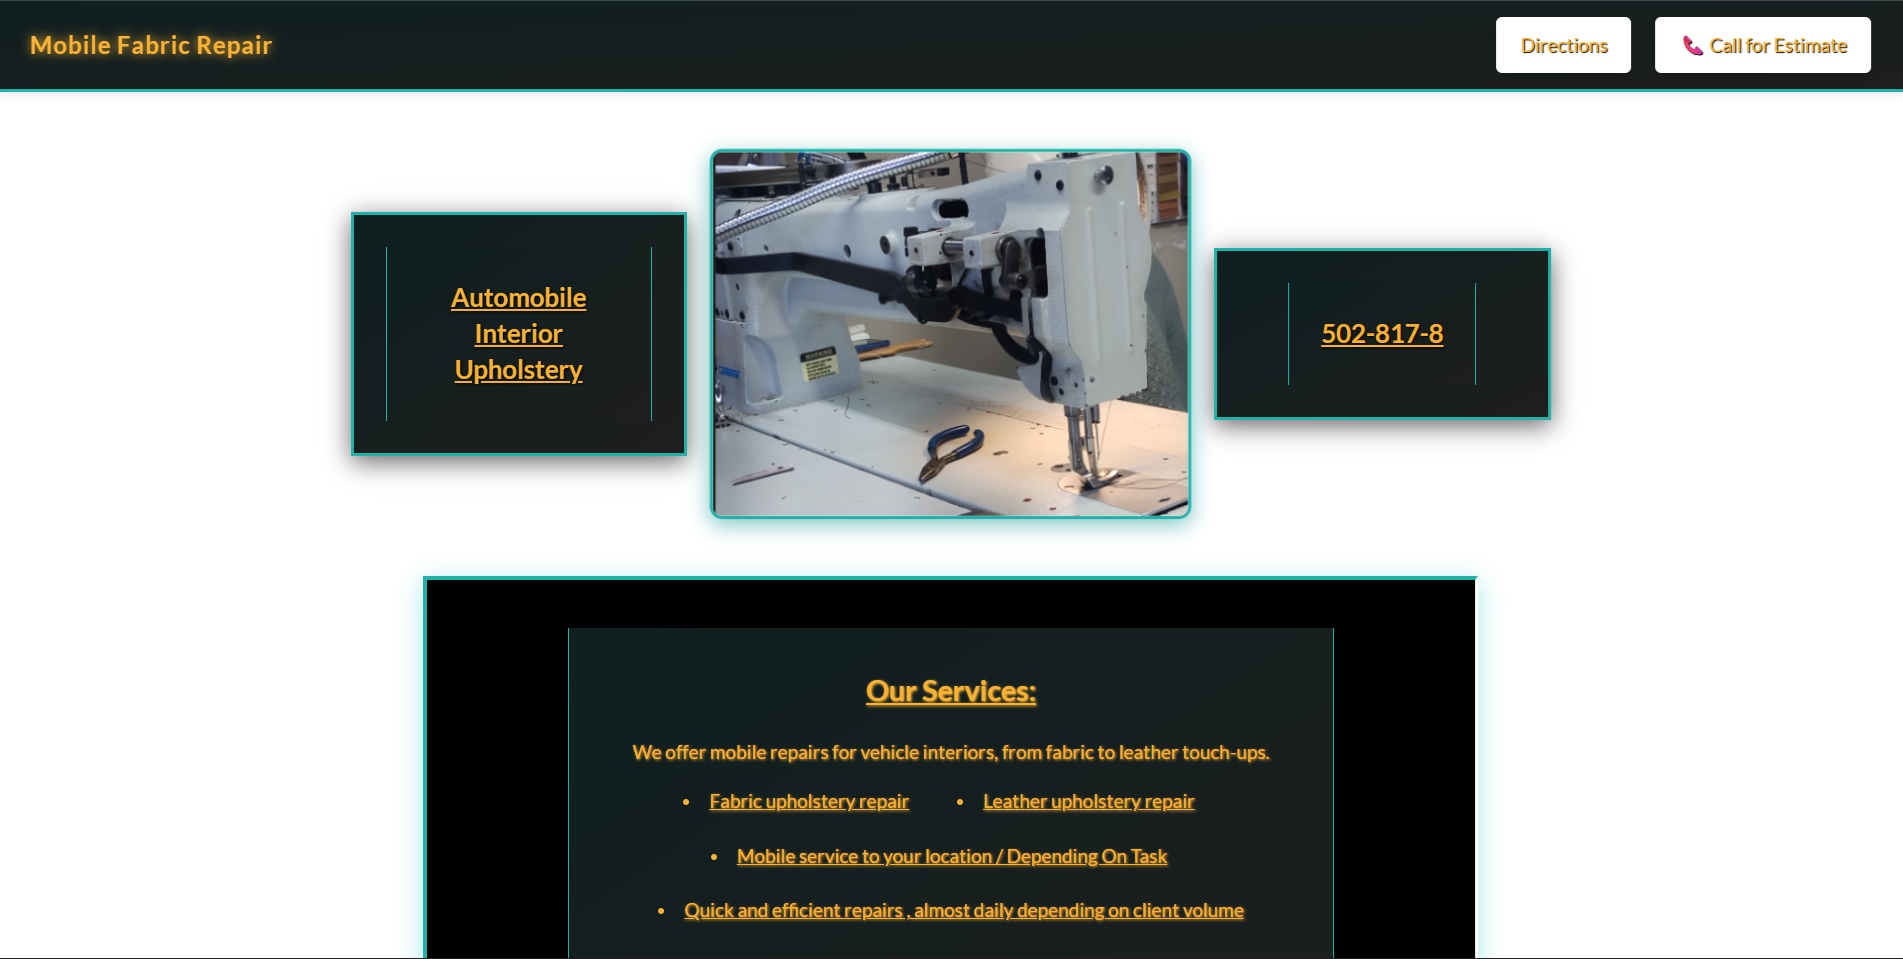 Mobile Fabric Repair
Directions
📞 Call for Estimate
Automobile
Interior
Upholstery
WARNING
502-817-8
Our Services:
We offer mobile repairs for vehicle interiors, from fabric to leather touch-ups.
• Fabric upholstery repair
• Leather upholstery repair
• Mobile service to your location / Depending On Task
• Quick and efficient repairs , almost daily depending on client volume